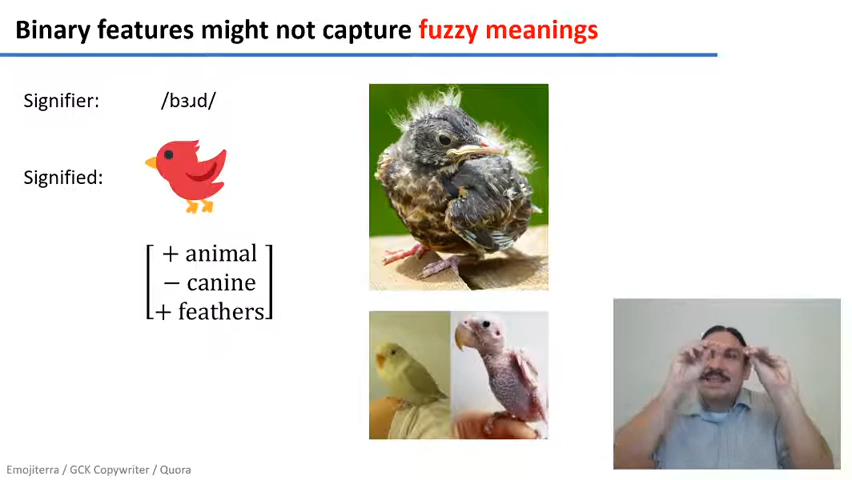 Binary features might not capture fuzzy meanings
Signifier: /bɜɹd/
Signified:
+ animal
− canine
+ feathers
Emojiterra / GCK Copywriter / Quora